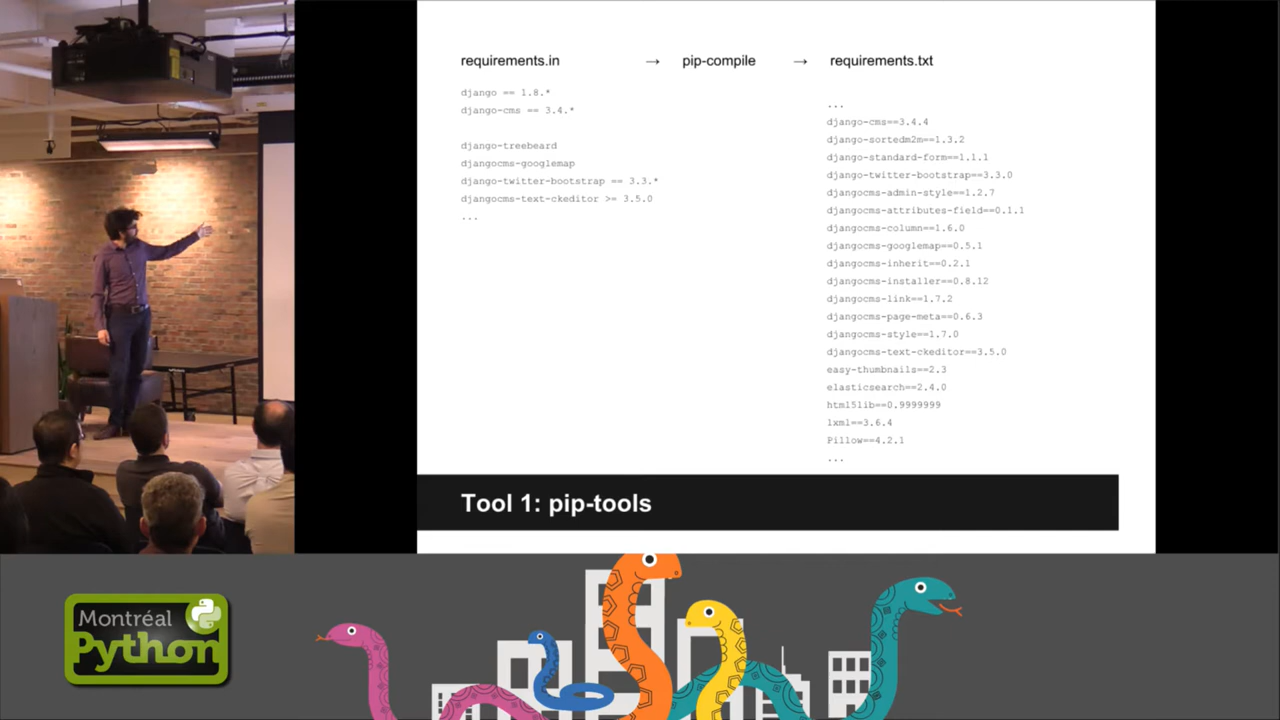 requirements.in → pip-compile → requirements.txt
django == 1.8.*
django-cms == 3.4.*
django-treebeard
djangocms-googlemap
django-twitter-bootstrap == 3.3.*
djangocms-text-ckeditor >= 3.5.0
...
...
django-cms==3.4.4
django-sortedm2m==1.3.2
django-standard-form==1.1.1
django-twitter-bootstrap==3.3.0
djangocms-admin-style==1.2.7
djangocms-attributes-field==0.1.1
djangocms-column==1.6.0
djangocms-googlemap==0.5.1
djangocms-inherit==0.2.1
djangocms-installer==0.8.12
djangocms-link==1.7.2
djangocms-page-meta==0.6.3
djangocms-style==1.7.0
djangocms-text-ckeditor==3.5.0
easy-thumbnails==2.3
elasticsearch==2.4.0
html5lib==0.9999999
lxml==3.6.4
Pillow==4.2.1
...
Tool 1: pip-tools
Montréal
Python